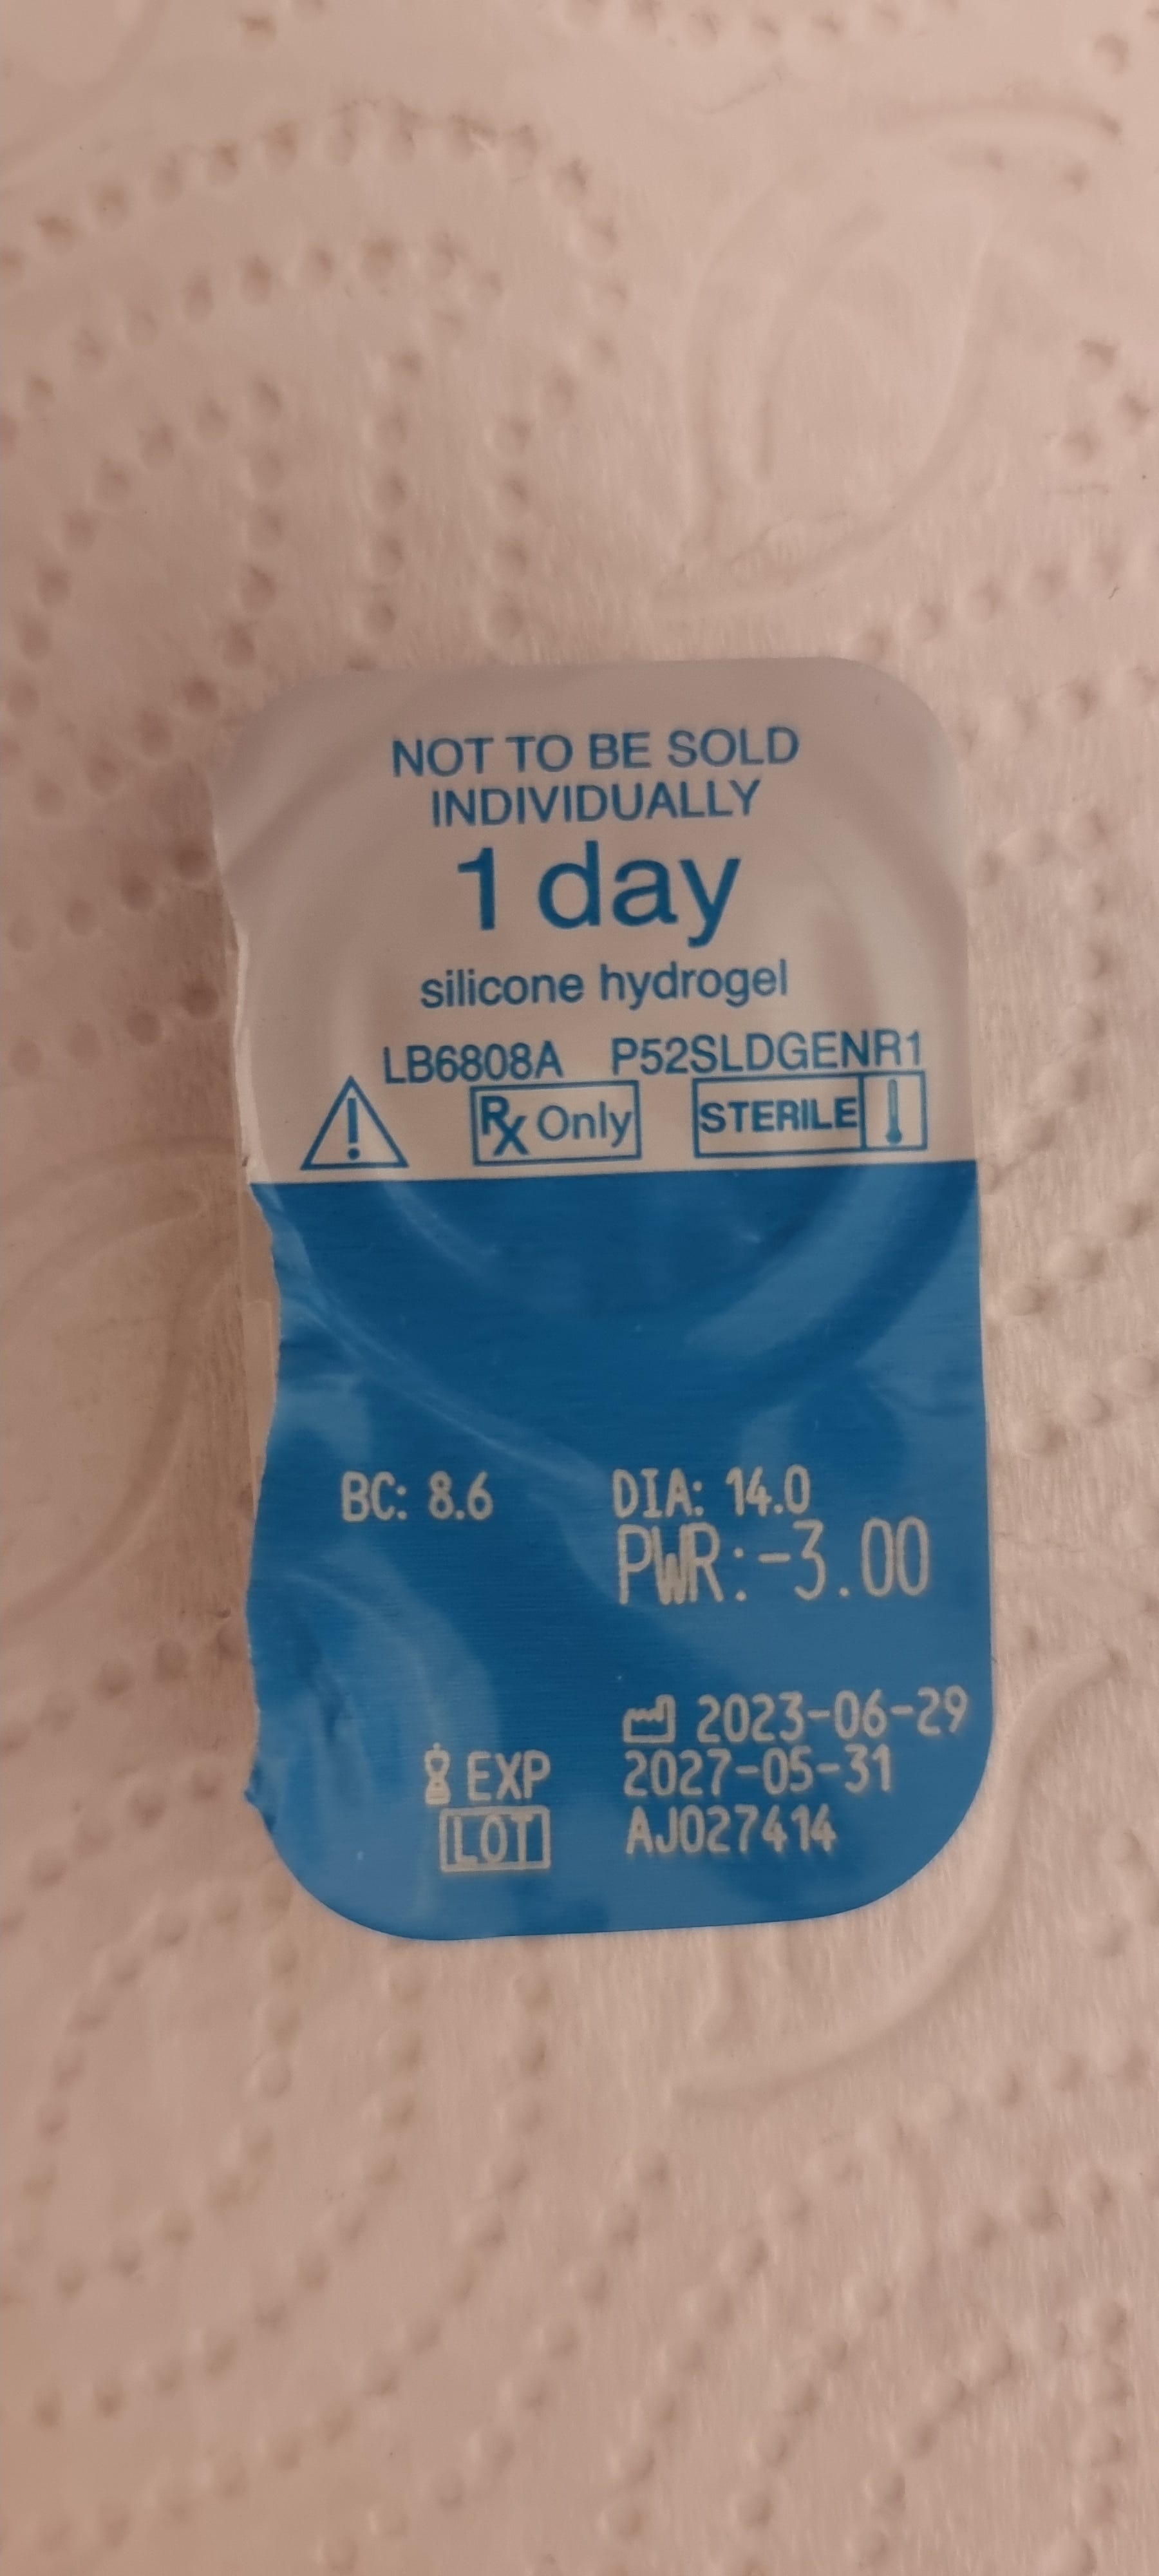 NOT TO BE SOLD
INDIVIDUALLY
1 day
silicone hydrogel
LB6808A P52SLDGENR1
Rx Only STERILE
BC: 8.6 DIA: 14.0
PWR:-3.00
2023-06-29
EXP 2027-05-31
LOT AJ027414